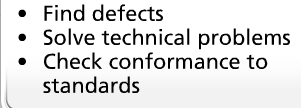 • Find defects
• Solve technical problems
• Check conformance to
standards